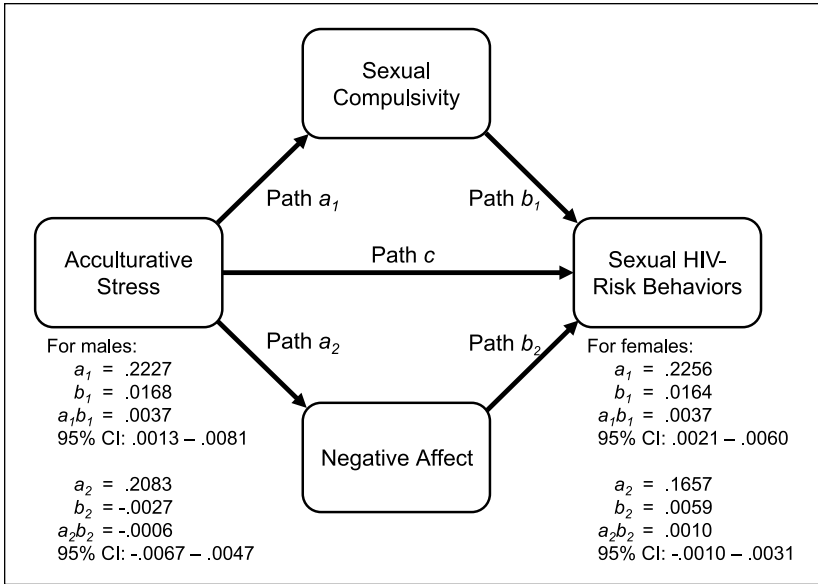 Sexual
Compulsivity
Path a1
Path b1
Acculturative
Stress
Path c
Sexual HIV-
Risk Behaviors
Path a2
Path b2
Negative Affect
For males:
a1 = .2227
b1 = .0168
a1b1 = .0037
95% CI: .0013 – .0081
a2 = .2083
b2 = -.0027
a2b2 = -.0006
95% CI: -.0067 – .0047
For females:
a1 = .2256
b1 = .0164
a1b1 = .0037
95% CI: .0021 – .0060
a2 = .1657
b2 = .0059
a2b2 = .0010
95% CI: -.0010 – .0031